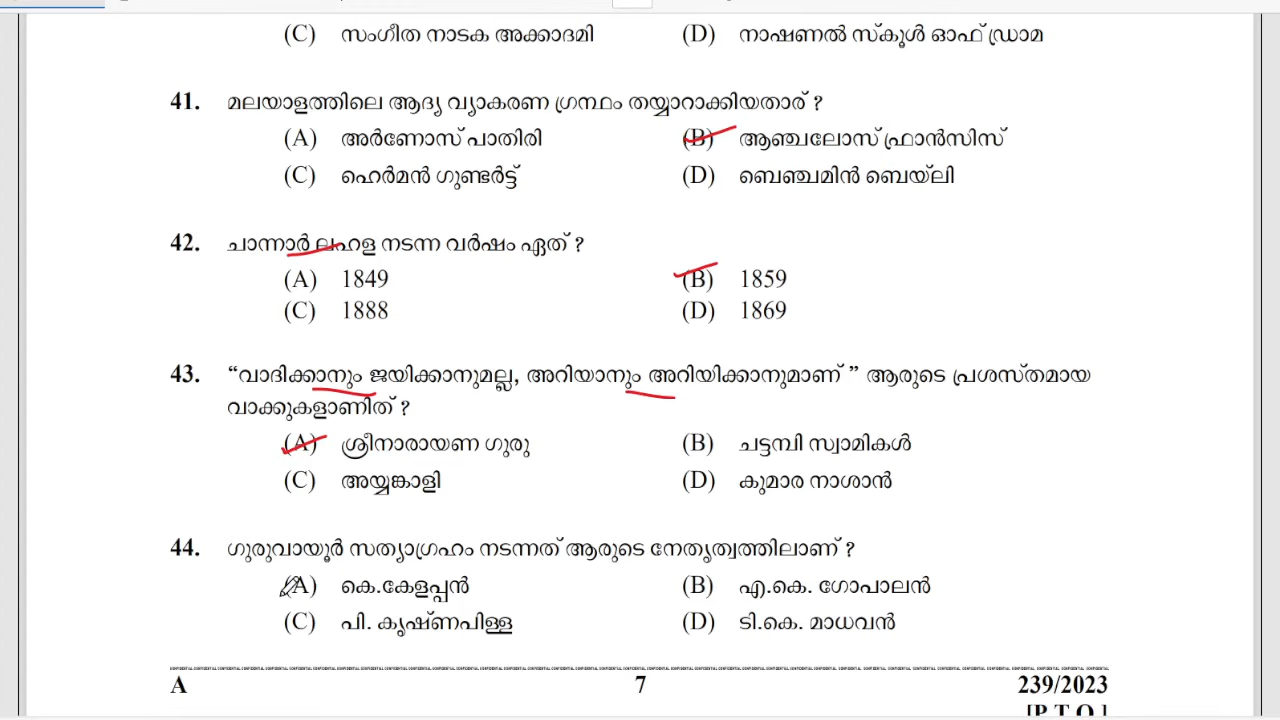 (C) സംഗീത നാടക അക്കാദമി (D) നാഷണൽ സ്കൂൾ ഓഫ് ഡ്രാമ
41. മലയാളത്തിലെ ആദ്യ വ്യാകരണ ഗ്രന്ഥം തയ്യാറാക്കിയതാര് ?
(A) അർണോസ് പാതിരി (B) ആഞ്ചലോസ് ഫ്രാൻസിസ്
(C) ഹെർമൻ ഗുണ്ടർട്ട് (D) ബെഞ്ചമിൻ ബെയ്ലി
42. ചാന്നാർ ലഹള നടന്ന വർഷം ഏത് ?
(A) 1849 (B) 1859
(C) 1888 (D) 1869
43. “വാദിക്കാനും ജയിക്കാനുമല്ല, അറിയാനും അറിയിക്കാനുമാണ് ” ആരുടെ പ്രശസ്തമായ
വാക്കുകളാണിത് ?
(A) ശ്രീനാരായണ ഗുരു (B) ചട്ടമ്പി സ്വാമികൾ
(C) അയ്യങ്കാളി (D) കുമാര നാശാൻ
44. ഗുരുവായൂർ സത്യാഗ്രഹം നടന്നത് ആരുടെ നേതൃത്വത്തിലാണ് ?
(A) കെ.കേളപ്പൻ (B) എ.കെ. ഗോപാലൻ
(C) പി. കൃഷ്ണപിള്ള (D) ടി.കെ. മാധവൻ
A 7 239/2023
[P.T.O.]